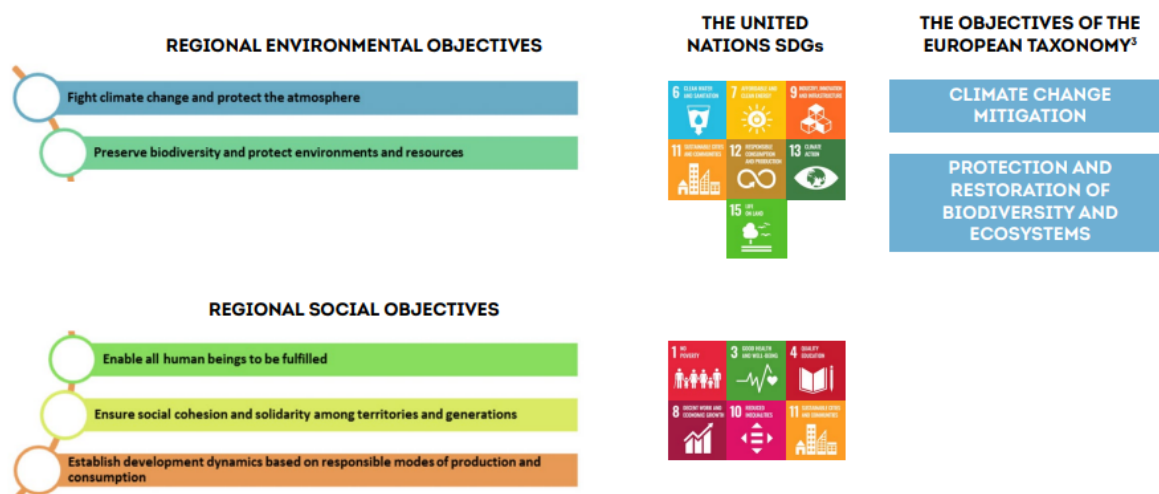 REGIONAL ENVIRONMENTAL OBJECTIVES
Fight climate change and protect the atmosphere
Preserve biodiversity and protect environments and resources
THE UNITED
NATIONS SDGs
6 CLEAN WATER
AND SANITATION
7 AFFORDABLE AND
CLEAN ENERGY
9 INDUSTRY, INNOVATION
AND INFRASTRUCTURE
11 SUSTAINABLE CITIES
AND COMMUNITIES
12 RESPONSIBLE
CONSUMPTION
AND PRODUCTION
13 CLIMATE
ACTION
15 LIFE
ON LAND
THE OBJECTIVES OF THE
EUROPEAN TAXONOMY³
CLIMATE CHANGE
MITIGATION
PROTECTION AND
RESTORATION OF
BIODIVERSITY AND
ECOSYSTEMS
REGIONAL SOCIAL OBJECTIVES
Enable all human beings to be fulfilled
Ensure social cohesion and solidarity among territories and generations
Establish development dynamics based on responsible modes of production and
consumption
1 NO
POVERTY
3 GOOD HEALTH
AND WELL-BEING
4 QUALITY
EDUCATION
8 DECENT WORK AND
ECONOMIC GROWTH
10 REDUCED
INEQUALITIES
11 SUSTAINABLE CITIES
AND COMMUNITIES